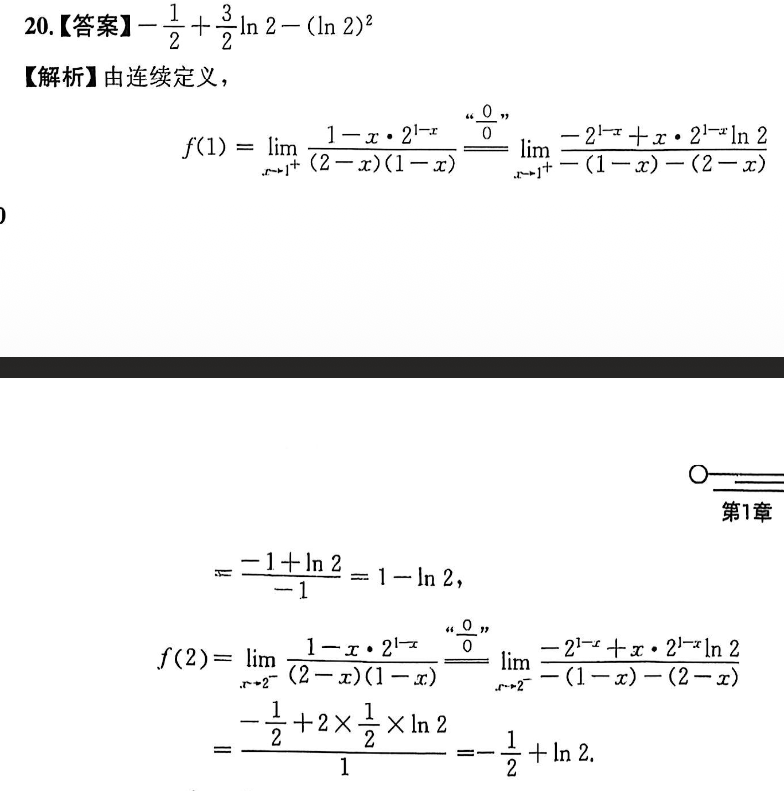 20.【答案】$-\frac{1}{2}+\frac{3}{2}\ln 2-(\ln 2)^2$
【解析】由连续定义,
$f(1)=\lim_{x\to 1^+}\frac{1-x\cdot 2^{1-x}}{(2-x)(1-x)}\overset{“\frac{0}{0}”}{=}\lim_{x\to 1^+}\frac{-2^{1-x}+x\cdot 2^{1-x}\ln 2}{-(1-x)-(2-x)}$
第1章
$=\frac{-1+\ln 2}{-1}=1-\ln 2,$
$f(2)=\lim_{x\to 2^-}\frac{1-x\cdot 2^{1-x}}{(2-x)(1-x)}\overset{“\frac{0}{0}”}{=}\lim_{x\to 2^-}\frac{-2^{1-x}+x\cdot 2^{1-x}\ln 2}{-(1-x)-(2-x)}$
$=\frac{-\frac{1}{2}+2\times\frac{1}{2}\times\ln 2}{1}=-\frac{1}{2}+\ln 2.$